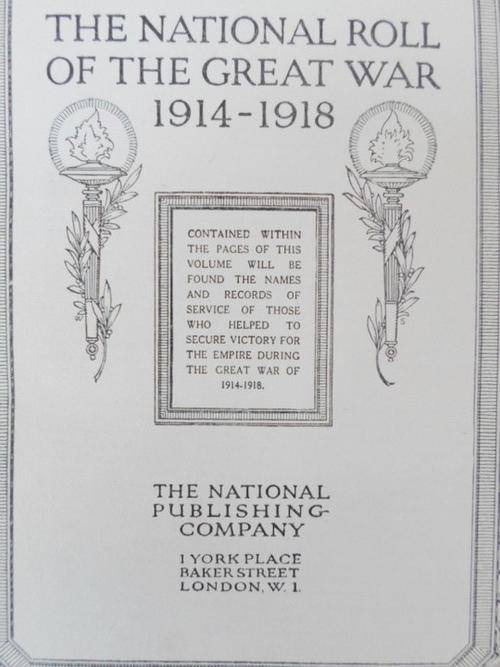 THE NATIONAL ROLL
OF THE GREAT WAR
1914-1918
CONTAINED WITHIN
THE PAGES OF THIS
VOLUME WILL BE
FOUND THE NAMES
AND RECORDS OF
SERVICE OF THOSE
WHO HELPED TO
SECURE VICTORY FOR
THE EMPIRE DURING
THE GREAT WAR OF
1914-1918.
THE NATIONAL
PUBLISHING
COMPANY
1 YORK PLACE
BAKER STREET
LONDON, W. 1.